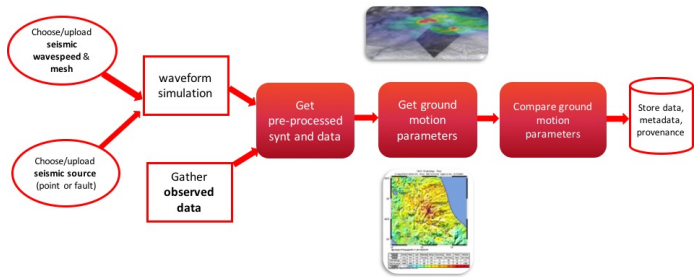 Choose/upload
seismic
wavespeed &
mesh
Choose/upload
seismic source
(point or fault)
waveform
simulation
Gather
observed
data
Get
pre-processed
synt and data
Get ground
motion
parameters
Compare ground
motion
parameters
Store data,
metadata,
provenance